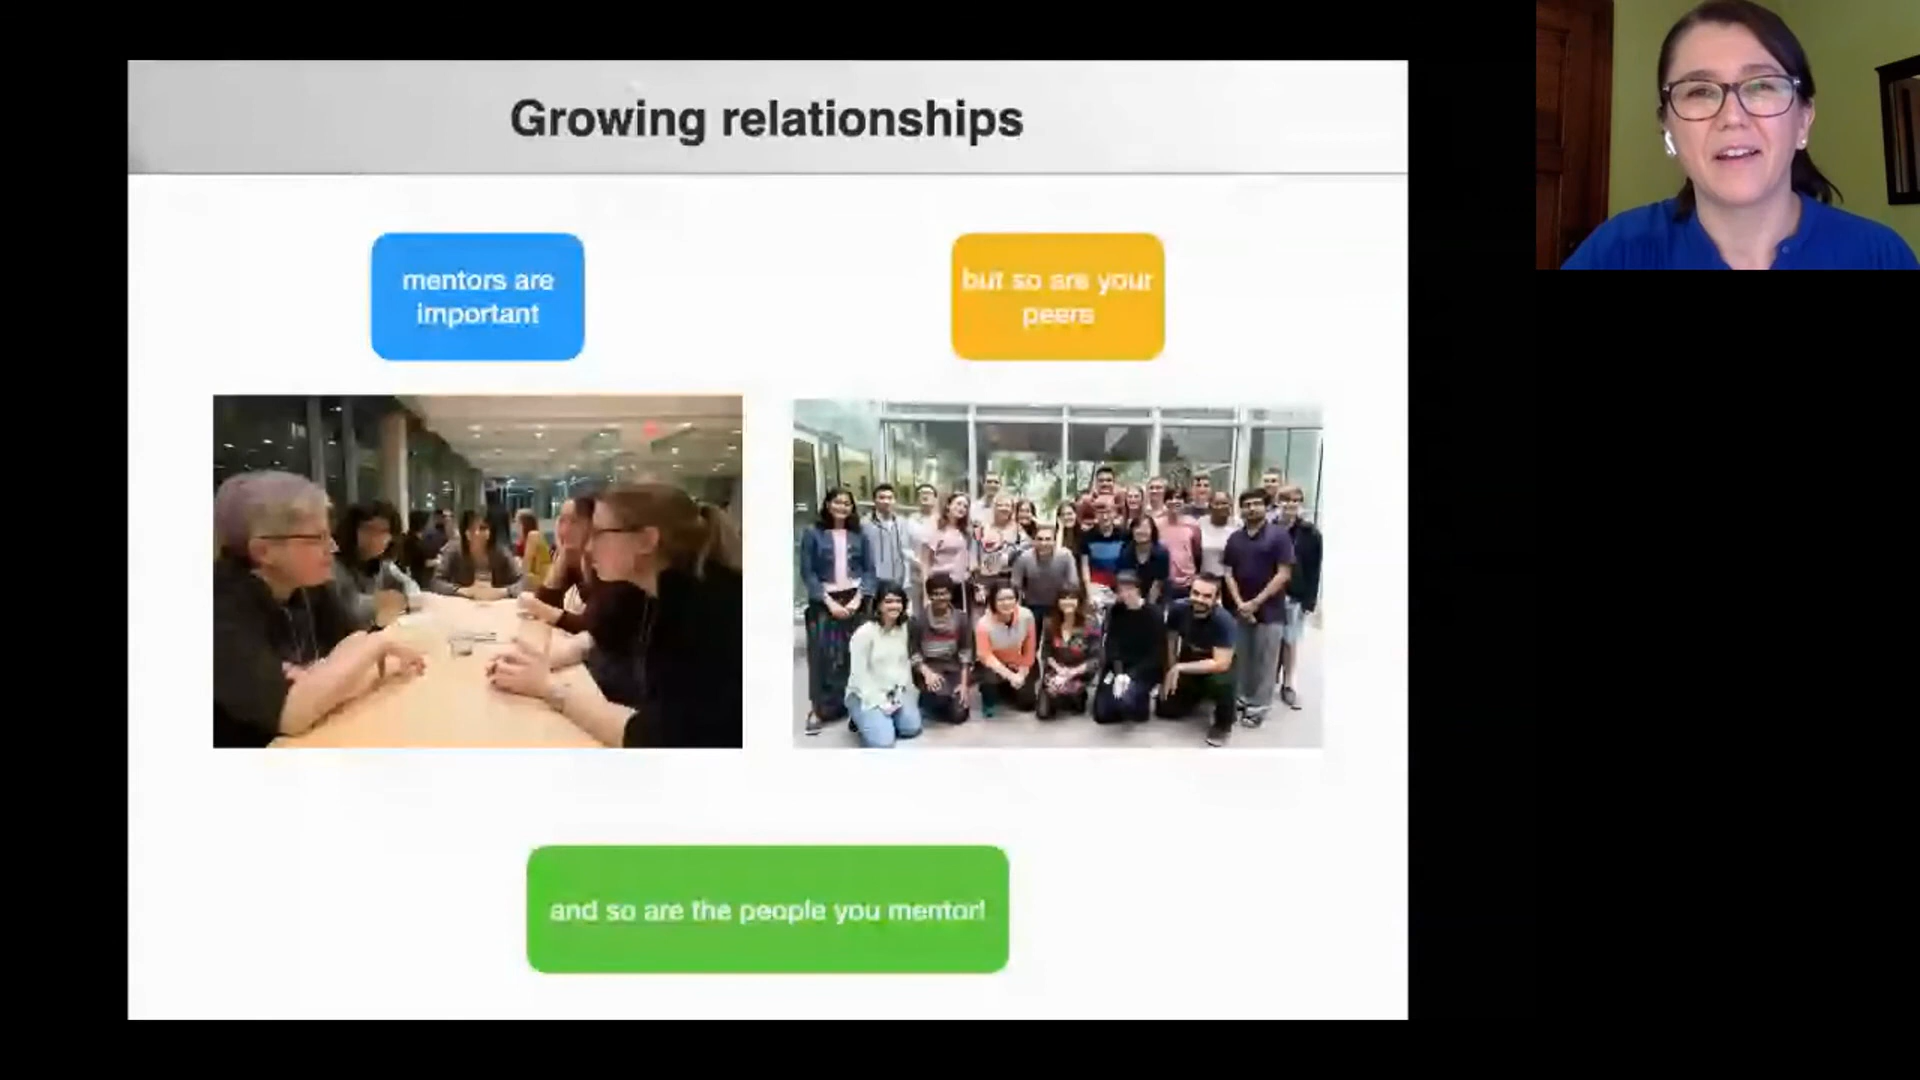 Growing relationships
mentors are
important
but so are your
peers
and so are the people you mentor!